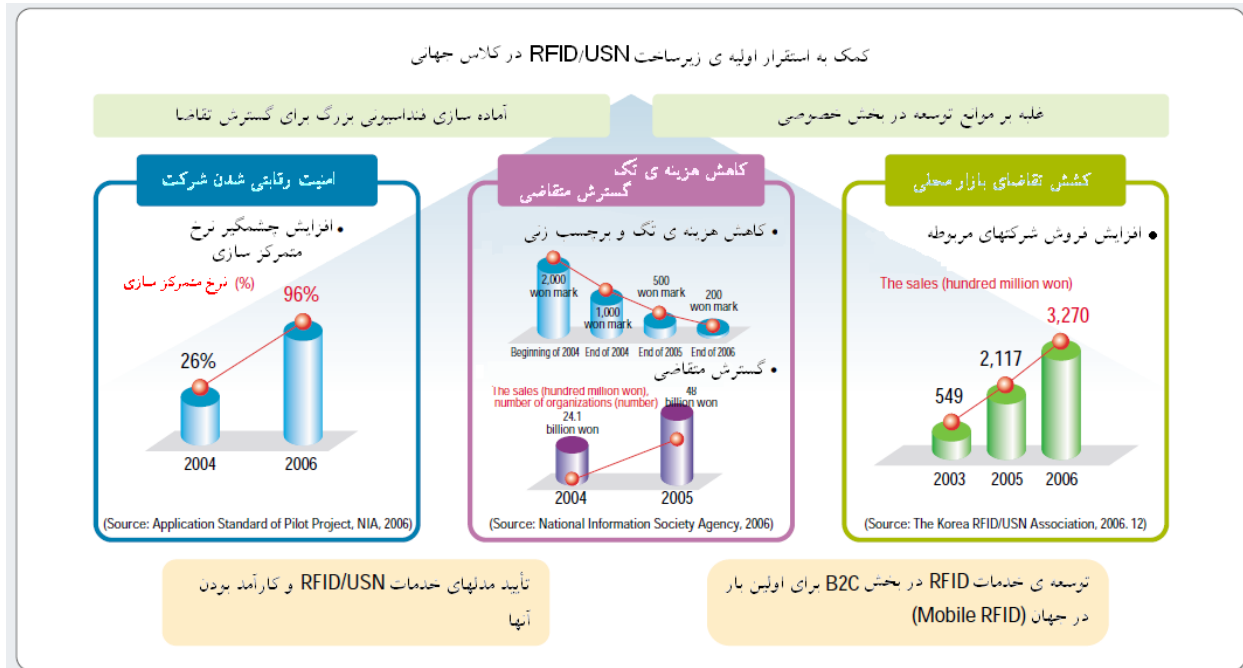 کمک به استقرار اولیه ی زیرساخت RFID/USN در کلاس جهانی
غلبه بر موانع توسعه در بخش خصوصی
آماده سازی فنداسیونی بزرگ برای گسترش تقاضا
کشش تقاضای بازار محلی
• افزایش فروش شرکتهای مربوطه
The sales (hundred million won)
549
2,117
3,270
2003 2005 2006
(Source: The Korea RFID/USN Association, 2006. 12)
کاهش هزینه ی تگ
گسترش متقاضی
• کاهش هزینه ی تگ و برچسب زنی
2,000
won mark
1,000
won mark
500
won mark
200
won mark
Beginning of 2004 End of 2004 End of 2005 End of 2006
• گسترش متقاضی
The sales (hundred million won),
number of organizations (number)
24.1
billion won
48
billion won
2004 2005
(Source: National Information Society Agency, 2006)
امنیت رقابتی شدن شرکت
• افزایش چشمگیر نرخ
متمرکز سازی
نرخ متمرکز سازی (%)
26%
96%
2004 2006
(Source: Application Standard of Pilot Project, NIA, 2006)
توسعه ی خدمات RFID در بخش B2C برای اولین بار
در جهان (Mobile RFID)
تأیید مدلهای خدمات RFID/USN و کارآمد بودن
آنها